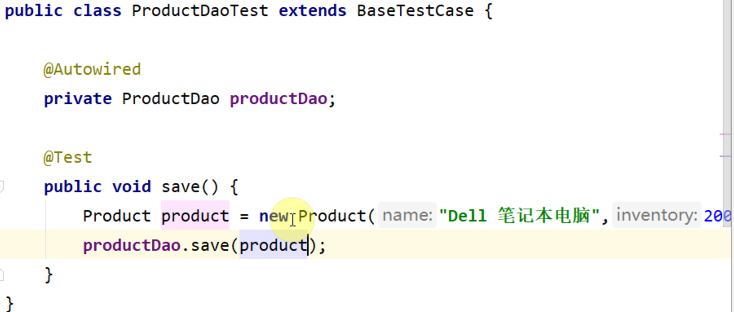 public class ProductDaoTest extends BaseTestCase {
@Autowired
private ProductDao productDao;
@Test
public void save() {
Product product = new Product( name: "Dell 笔记本电脑", inventory: 200
productDao.save(product);
}
}